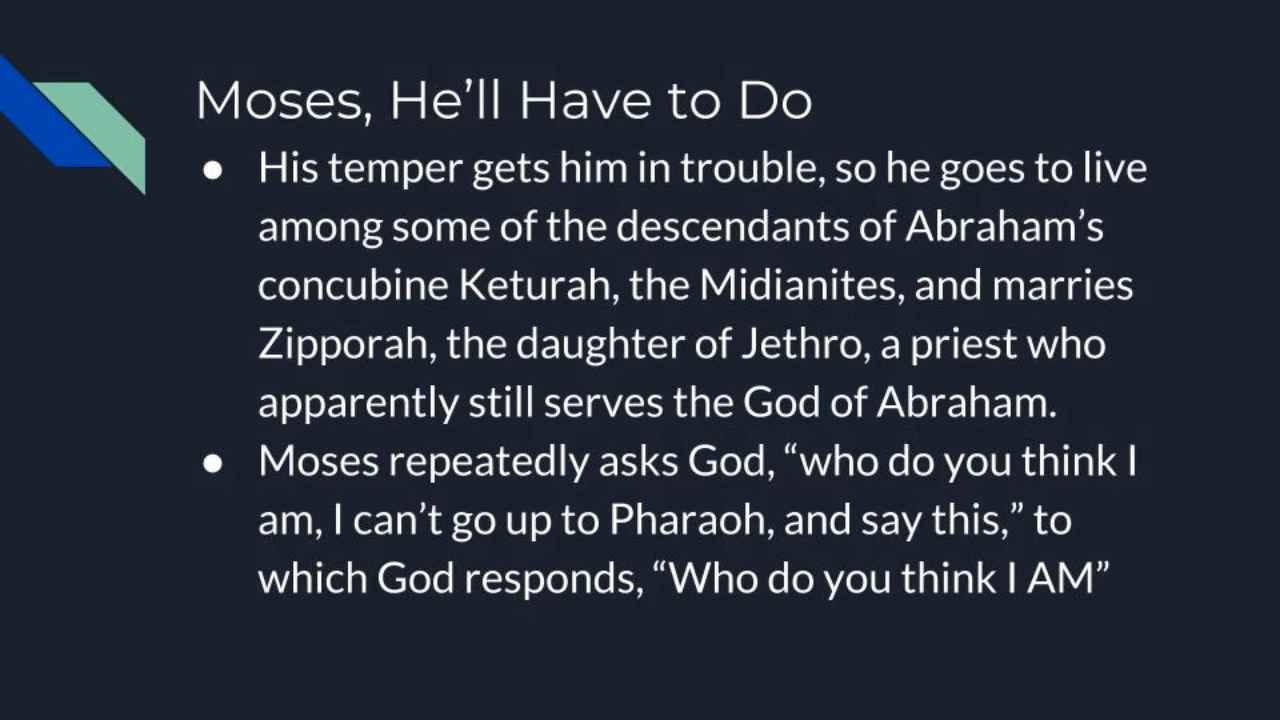 Moses, He’ll Have to Do
● His temper gets him in trouble, so he goes to live
among some of the descendants of Abraham’s
concubine Keturah, the Midianites, and marries
Zipporah, the daughter of Jethro, a priest who
apparently still serves the God of Abraham.
● Moses repeatedly asks God, “who do you think I
am, I can’t go up to Pharaoh, and say this,” to
which God responds, “Who do you think I AM”